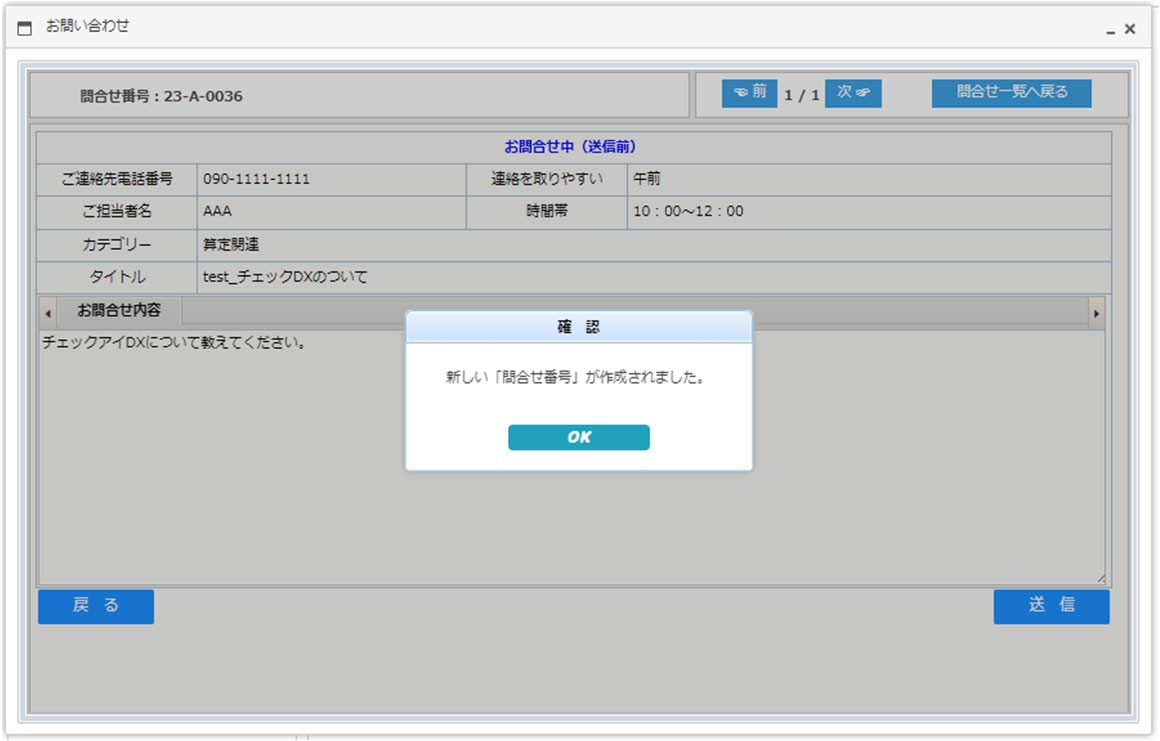 お問い合わせ
問合せ番号：23-A-0036
前 1 / 1 次 問合せ一覧へ戻る
お問合せ中（送信前）
ご連絡先電話番号 090-1111-1111 連絡を取りやすい 午前
ご担当者名 AAA 時間帯 10：00～12：00
カテゴリー 算定関連
タイトル test_チェックDXのついて
お問合せ内容
チェックアイDXについて教えてください。
確 認
新しい「問合せ番号」が作成されました。
OK
戻 る 送 信